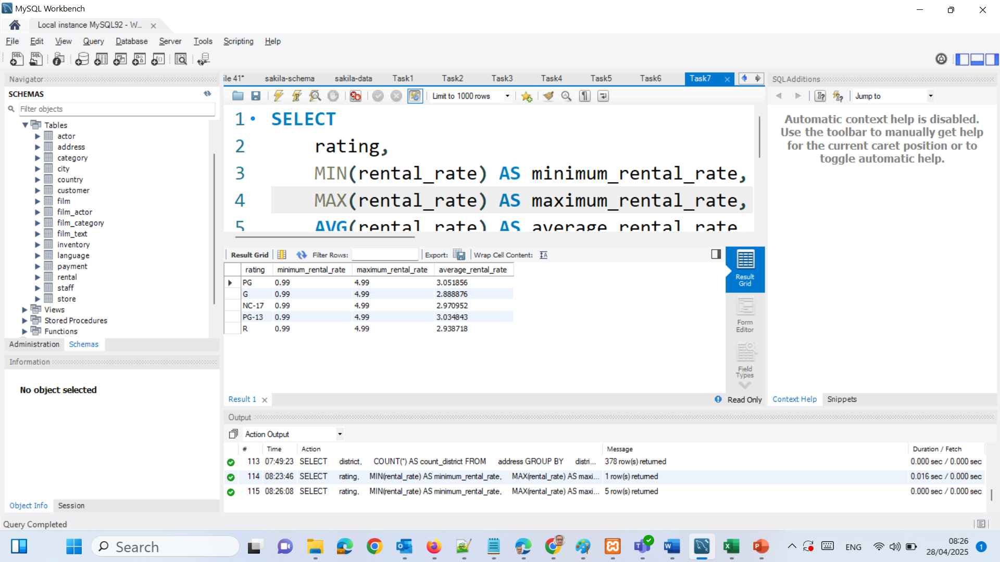 MySQL Workbench
Local instance MySQL92 - W...
File Edit View Query Database Server Tools Scripting Help
Navigator
SCHEMAS
Filter objects
Tables
actor
address
category
city
country
customer
film
film_actor
film_category
film_text
inventory
language
payment
rental
staff
store
Views
Stored Procedures
Functions
Administration Schemas
Information
No object selected
Object Info Session
Query Completed
ile 41* sakila-schema sakila-data Task1 Task2 Task3 Task4 Task5 Task6 Task7
Limit to 1000 rows
1 SELECT
2 rating,
3 MIN(rental_rate) AS minimum_rental_rate,
4 MAX(rental_rate) AS maximum_rental_rate,
5 AVG(rental_rate) AS average_rental_rate
Result Grid Filter Rows: Export: Wrap Cell Content:
rating minimum_rental_rate maximum_rental_rate average_rental_rate
PG 0.99 4.99 3.051856
G 0.99 4.99 2.888876
NC-17 0.99 4.99 2.970952
PG-13 0.99 4.99 3.034843
R 0.99 4.99 2.938718
Result
Grid
Form
Editor
Field
Types
Result 1
Read Only
SQLAdditions
Jump to
Automatic context help is disabled.
Use the toolbar to manually get help
for the current caret position or to
toggle automatic help.
Context Help Snippets
Output
Action Output
# Time Action Message Duration / Fetch
113 07:49:23 SELECT district, COUNT(*) AS count_district FROM address GROUP BY distri... 378 row(s) returned 0.000 sec / 0.000 sec
114 08:23:46 SELECT rating, MIN(rental_rate) AS minimum_rental_rate, MAX(rental_rate) AS maxi... 1 row(s) returned 0.016 sec / 0.000 sec
115 08:26:08 SELECT rating, MIN(rental_rate) AS minimum_rental_rate, MAX(rental_rate) AS maxi... 5 row(s) returned 0.000 sec / 0.000 sec
Search
ENG
08:26
28/04/2025
1